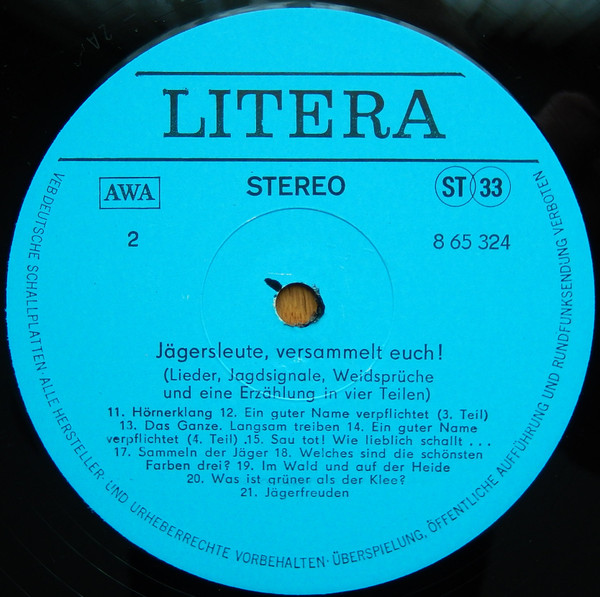 LITERA
AWA
STEREO
ST 33
2
8 65 324
Jägersleute, versammelt euch!
(Lieder, Jagdsignale, Weidsprüche
und eine Erzählung in vier Teilen)
11. Hörnerklang 12. Ein guter Name verpflichtet (3. Teil)
13. Das Ganze. Langsam treiben 14. Ein guter Name
verpflichtet (4. Teil) .15. Sau tot! Wie lieblich schallt . . .
17. Sammeln der Jäger 18. Welches sind die schönsten
Farben drei? 19. Im Wald und auf der Heide
20. Was ist grüner als der Klee?
21. Jägerfreuden
VEB DEUTSCHE SCHALLPLATTEN · ALLE HERSTELLER- UND URHEBERRECHTE VORBEHALTEN · ÜBERSPIELUNG, ÖFFENTLICHE AUFFÜHRUNG UND RUNDFUNKSENDUNG VERBOTEN